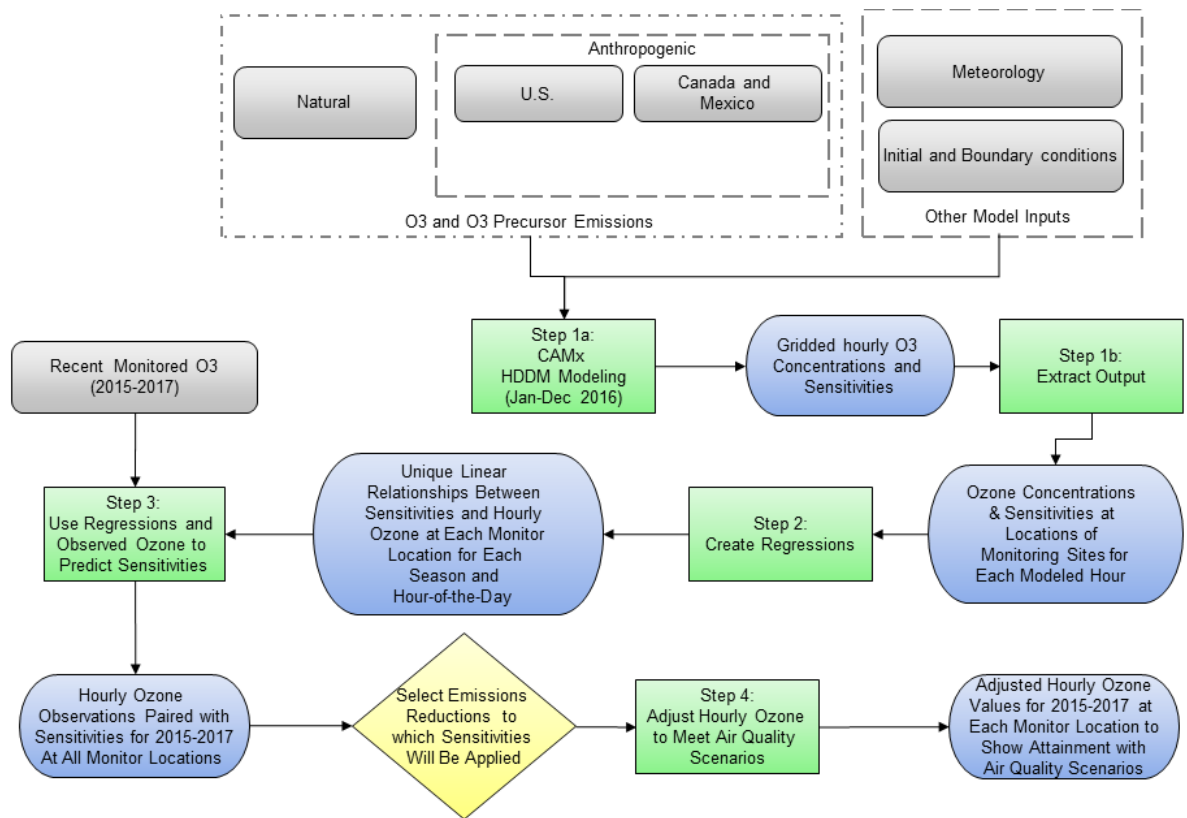 Anthropogenic
Natural
U.S.
Canada and
Mexico
O3 and O3 Precursor Emissions
Meteorology
Initial and Boundary conditions
Other Model Inputs
Step 1a:
CAMx
HDDM Modeling
(Jan-Dec 2016)
Gridded hourly O3
Concentrations and
Sensitivities
Step 1b:
Extract Output
Recent Monitored O3
(2015-2017)
Step 3:
Use Regressions and
Observed Ozone to
Predict Sensitivities
Unique Linear
Relationships Between
Sensitivities and Hourly
Ozone at Each Monitor
Location for Each
Season and
Hour-of-the-Day
Step 2:
Create Regressions
Ozone Concentrations
& Sensitivities at
Locations of
Monitoring Sites for
Each Modeled Hour
Hourly Ozone
Observations Paired with
Sensitivities for 2015-2017
At All Monitor Locations
Select Emissions
Reductions to
which Sensitivities
Will Be Applied
Step 4:
Adjust Hourly Ozone
to Meet Air Quality
Scenarios
Adjusted Hourly Ozone
Values for 2015-2017 at
Each Monitor Location to
Show Attainment with
Air Quality Scenarios